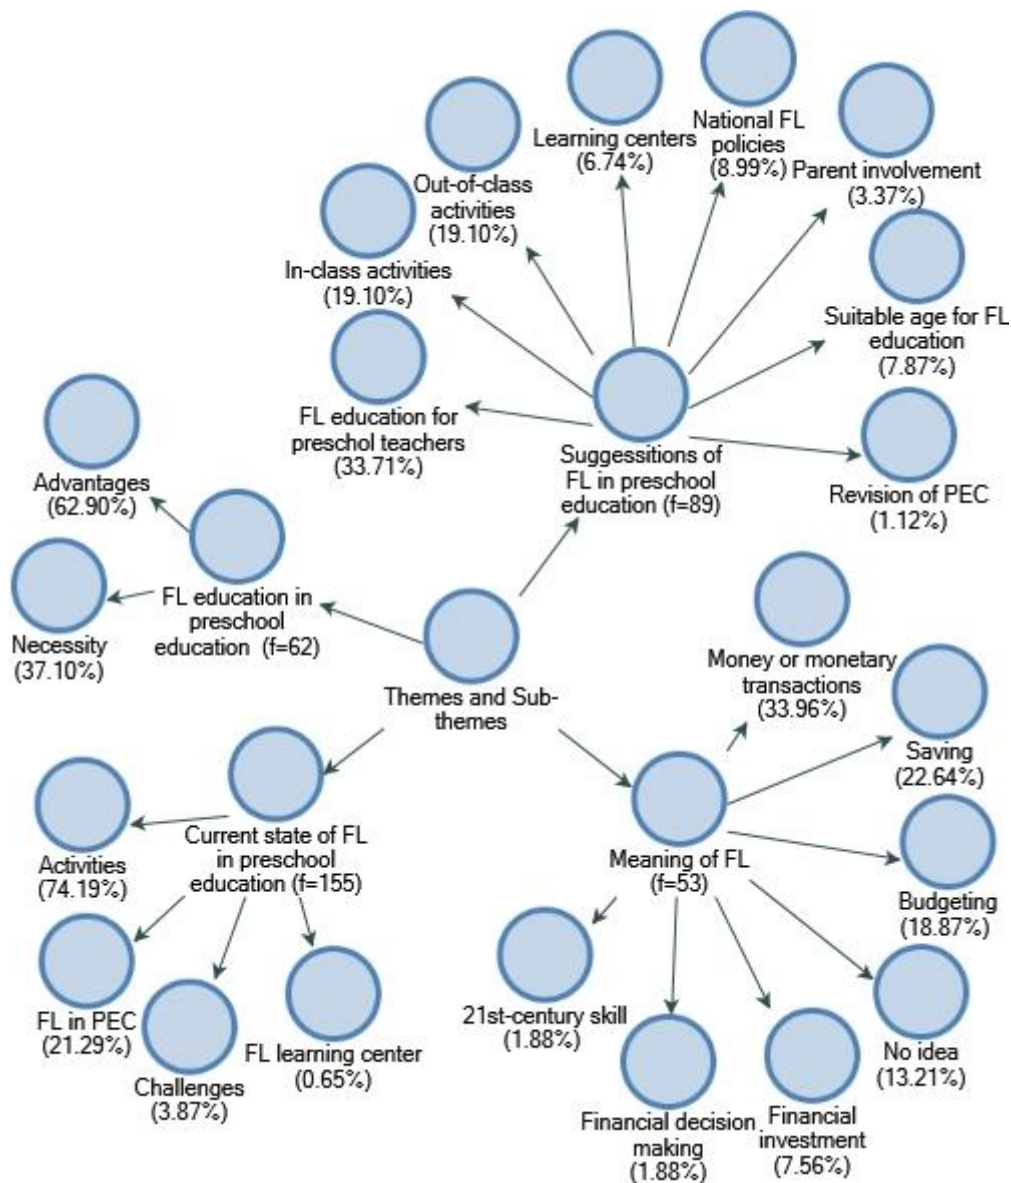 Learning centers
(6.74%)
National FL
policies
(8.99%)
Parent involvement
(3.37%)
Out-of-class
activities
(19.10%)
In-class activities
(19.10%)
Suitable age for FL
education
(7.87%)
FL education for
preschol teachers
(33.71%)
Suggessitions of
FL in preschool
education (f=89)
Revision of PEC
(1.12%)
Advantages
(62.90%)
FL education in
preschool
education (f=62)
Necessity
(37.10%)
Themes and Sub-
themes
Money or monetary
transactions
(33.96%)
Saving
(22.64%)
Current state of FL
in preschool
education (f=155)
Activities
(74.19%)
Meaning of FL
(f=53)
Budgeting
(18.87%)
FL in PEC
(21.29%)
Challenges
(3.87%)
FL learning center
(0.65%)
21st-century skill
(1.88%)
Financial decision
making
(1.88%)
Financial
investment
(7.56%)
No idea
(13.21%)